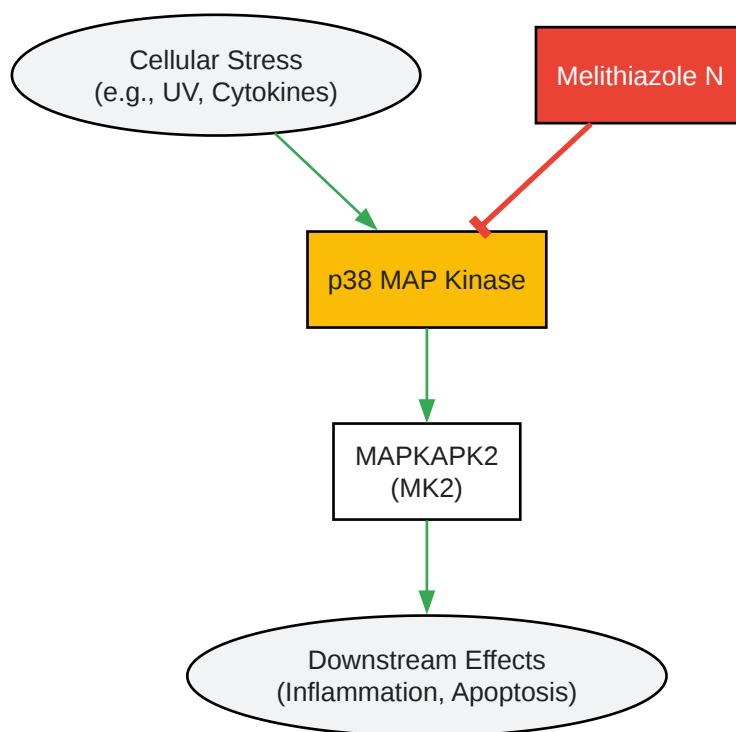 Cellular Stress
(e.g., UV, Cytokines)
Melithiazole N
p38 MAP Kinase
MAPKAPK2
(MK2)
Downstream Effects
(Inflammation, Apoptosis)